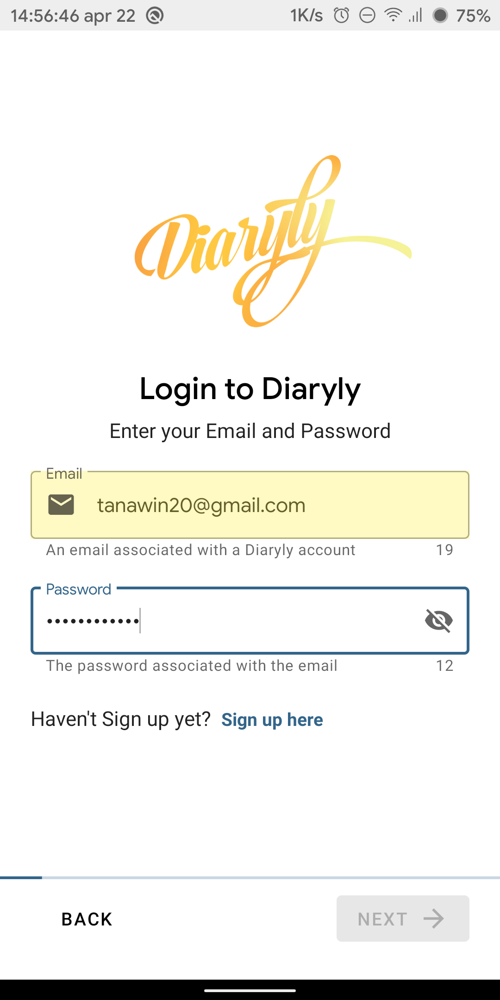 14:56:46 apr 22 1K/s 75%
Diaryly
Login to Diaryly
Enter your Email and Password
Email
tanawin20@gmail.com
An email associated with a Diaryly account 19
Password
••••••••••••
The password associated with the email 12
Haven't Sign up yet? Sign up here
BACK NEXT